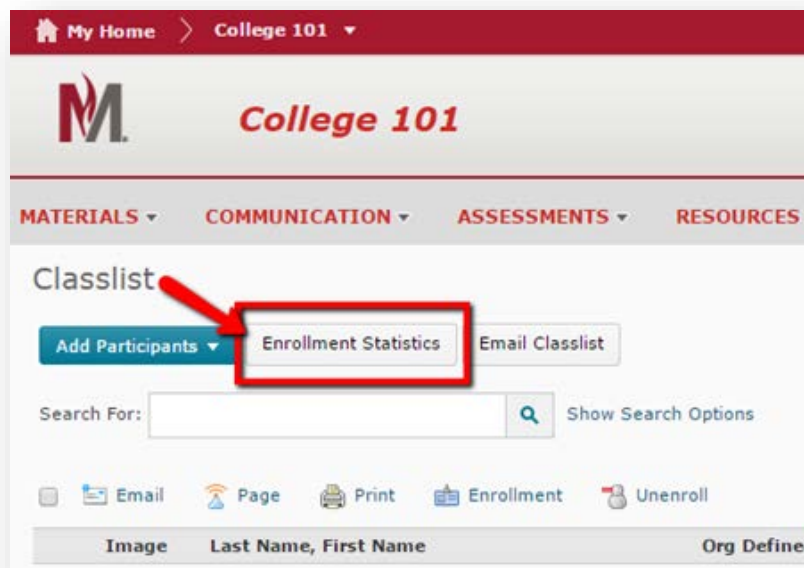 My Home College 101
M
College 101
MATERIALS COMMUNICATION ASSESSMENTS RESOURCES
Classlist
Add Participants Enrollment Statistics Email Classlist
Search For: Show Search Options
Email Page Print Enrollment Unenroll
Image Last Name, First Name Org Define